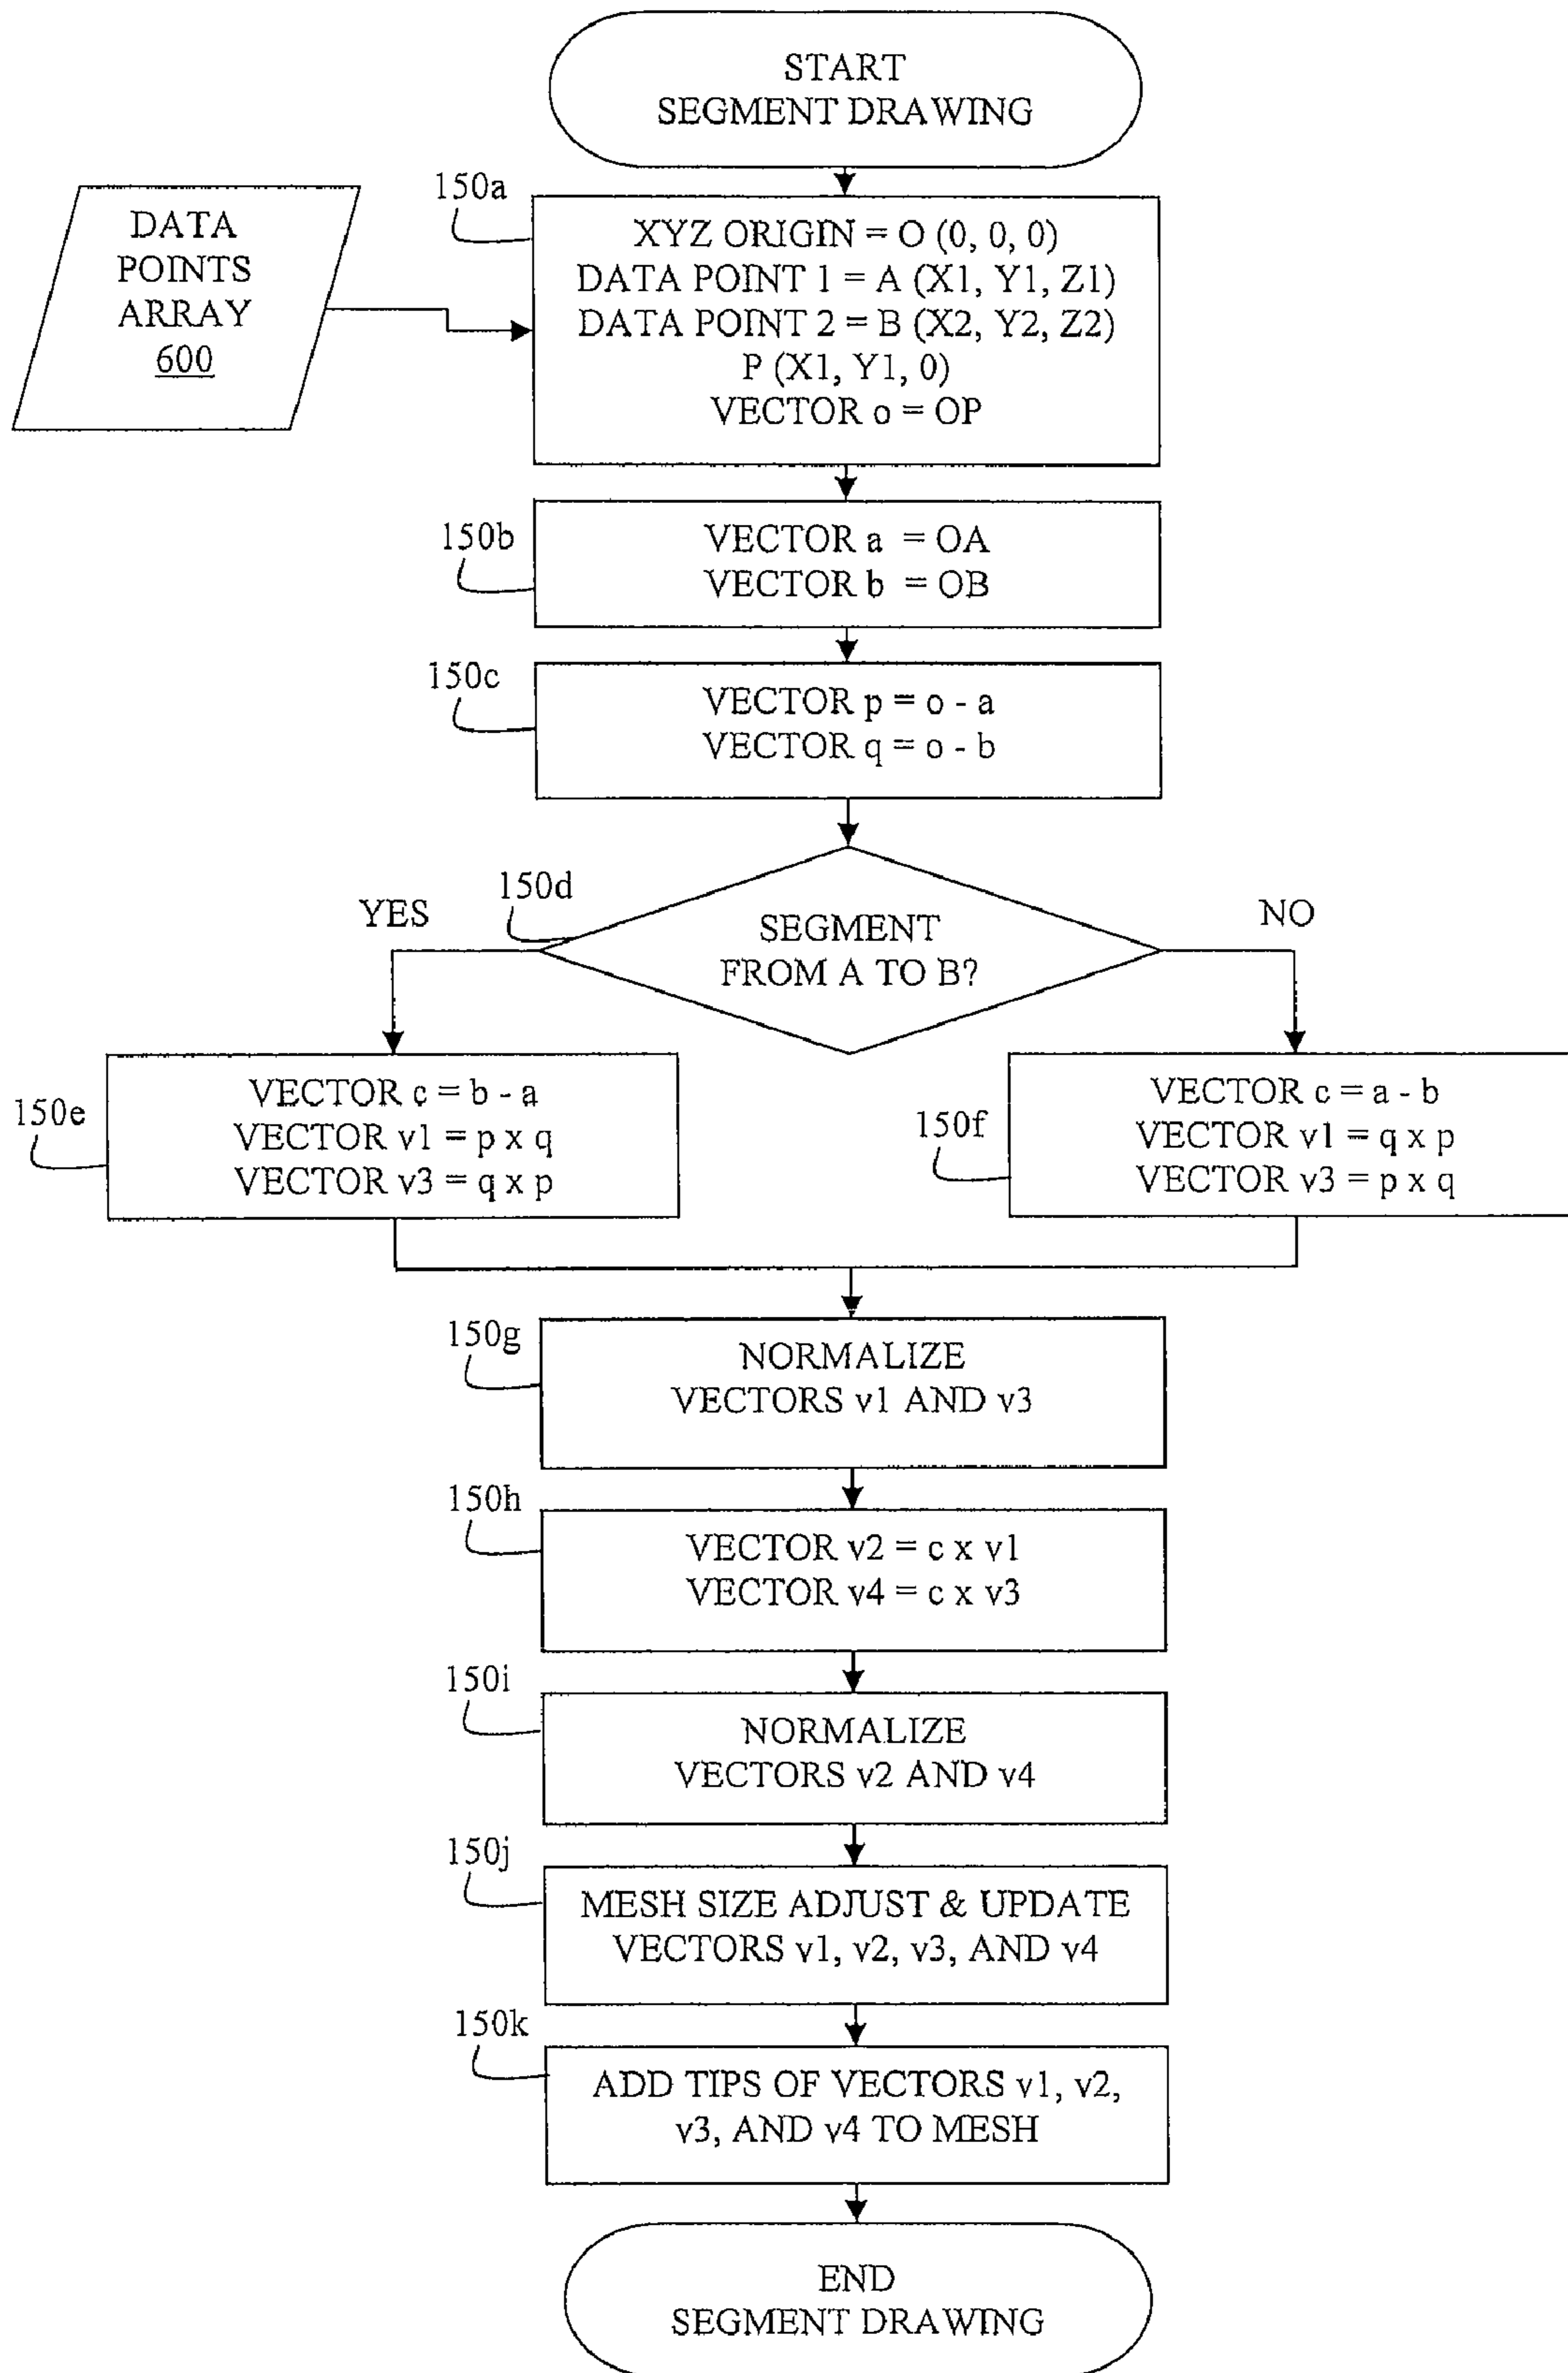 START
SEGMENT DRAWING
DATA
POINTS
ARRAY
600
150a
XYZ ORIGIN = O (0, 0, 0)
DATA POINT 1 = A (X1, Y1, Z1)
DATA POINT 2 = B (X2, Y2, Z2)
P (X1, Y1, 0)
VECTOR o = OP
150b
VECTOR a = OA
VECTOR b = OB
150c
VECTOR p = o - a
VECTOR q = o - b
150d
YES
SEGMENT
FROM A TO B?
NO
150e
VECTOR c = b - a
VECTOR v1 = p x q
VECTOR v3 = q x p
150f
VECTOR c = a - b
VECTOR v1 = q x p
VECTOR v3 = p x q
150g
NORMALIZE
VECTORS v1 AND v3
150h
VECTOR v2 = c x v1
VECTOR v4 = c x v3
150i
NORMALIZE
VECTORS v2 AND v4
150j
MESH SIZE ADJUST & UPDATE
VECTORS v1, v2, v3, AND v4
150k
ADD TIPS OF VECTORS v1, v2,
v3, AND v4 TO MESH
END
SEGMENT DRAWING